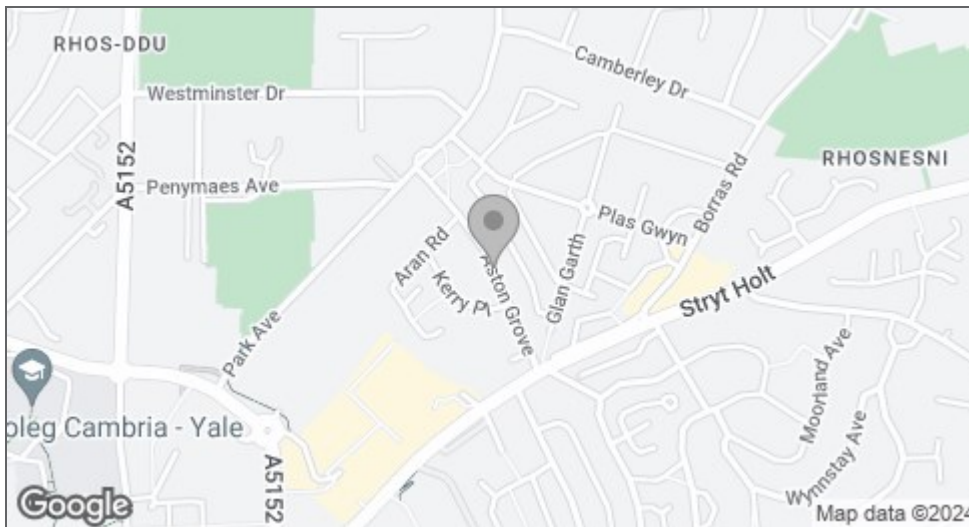 RHOS-DDU
Camberley Dr
Westminster Dr
A5152
RHOSNESNI
Penymaes Ave
Borras Rd
Plas Gwyn
Aran Rd
Aston Grove
Glan Garth
Kerry Pl
Stryt Holt
Park Ave
Moorland Ave
oleg Cambria - Yale
Wynnstay Ave
A5152
Google
Map data ©2024